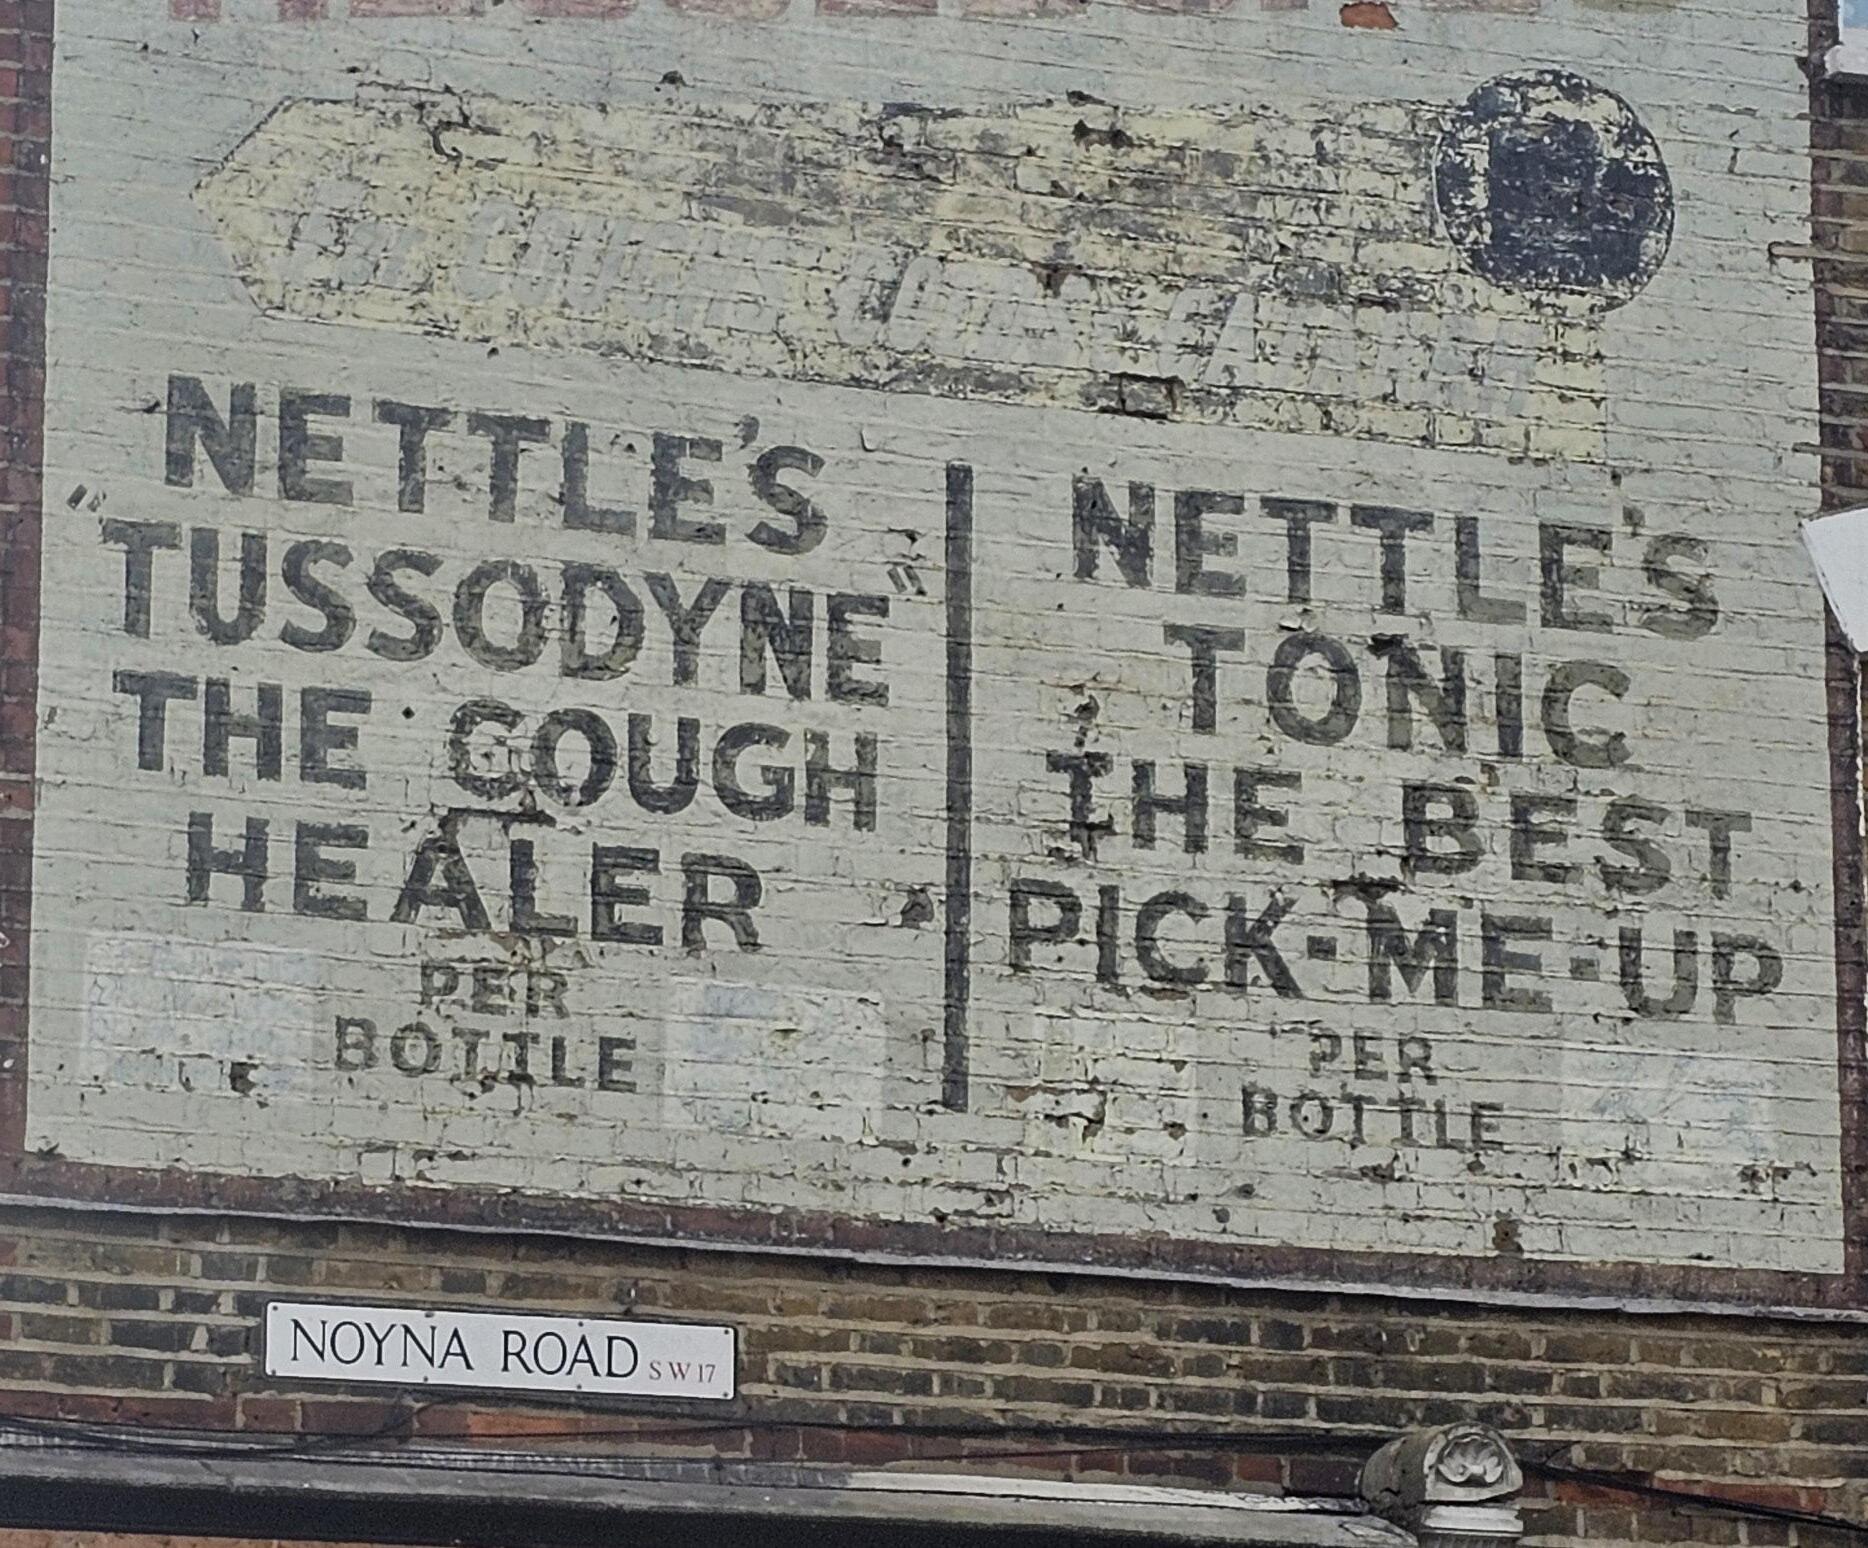 NETTLE'S
"TUSSODYNE"
THE COUGH
HEALER
PER
BOTTLE
NETTLE'S
TONIC
THE BEST
PICK-ME-UP
PER
BOTTLE
NOYNA ROAD SW17